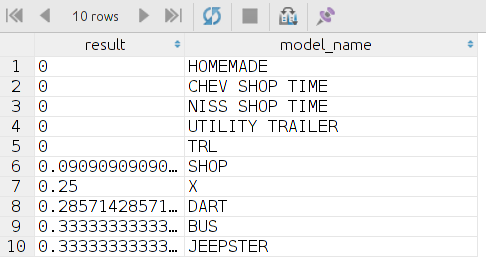 10 rows
result model_name
1 0 HOMEMADE
2 0 CHEV SHOP TIME
3 0 NISS SHOP TIME
4 0 UTILITY TRAILER
5 0 TRL
6 0.09090909090... SHOP
7 0.25 X
8 0.28571428571... DART
9 0.33333333333... BUS
10 0.33333333333... JEEPSTER